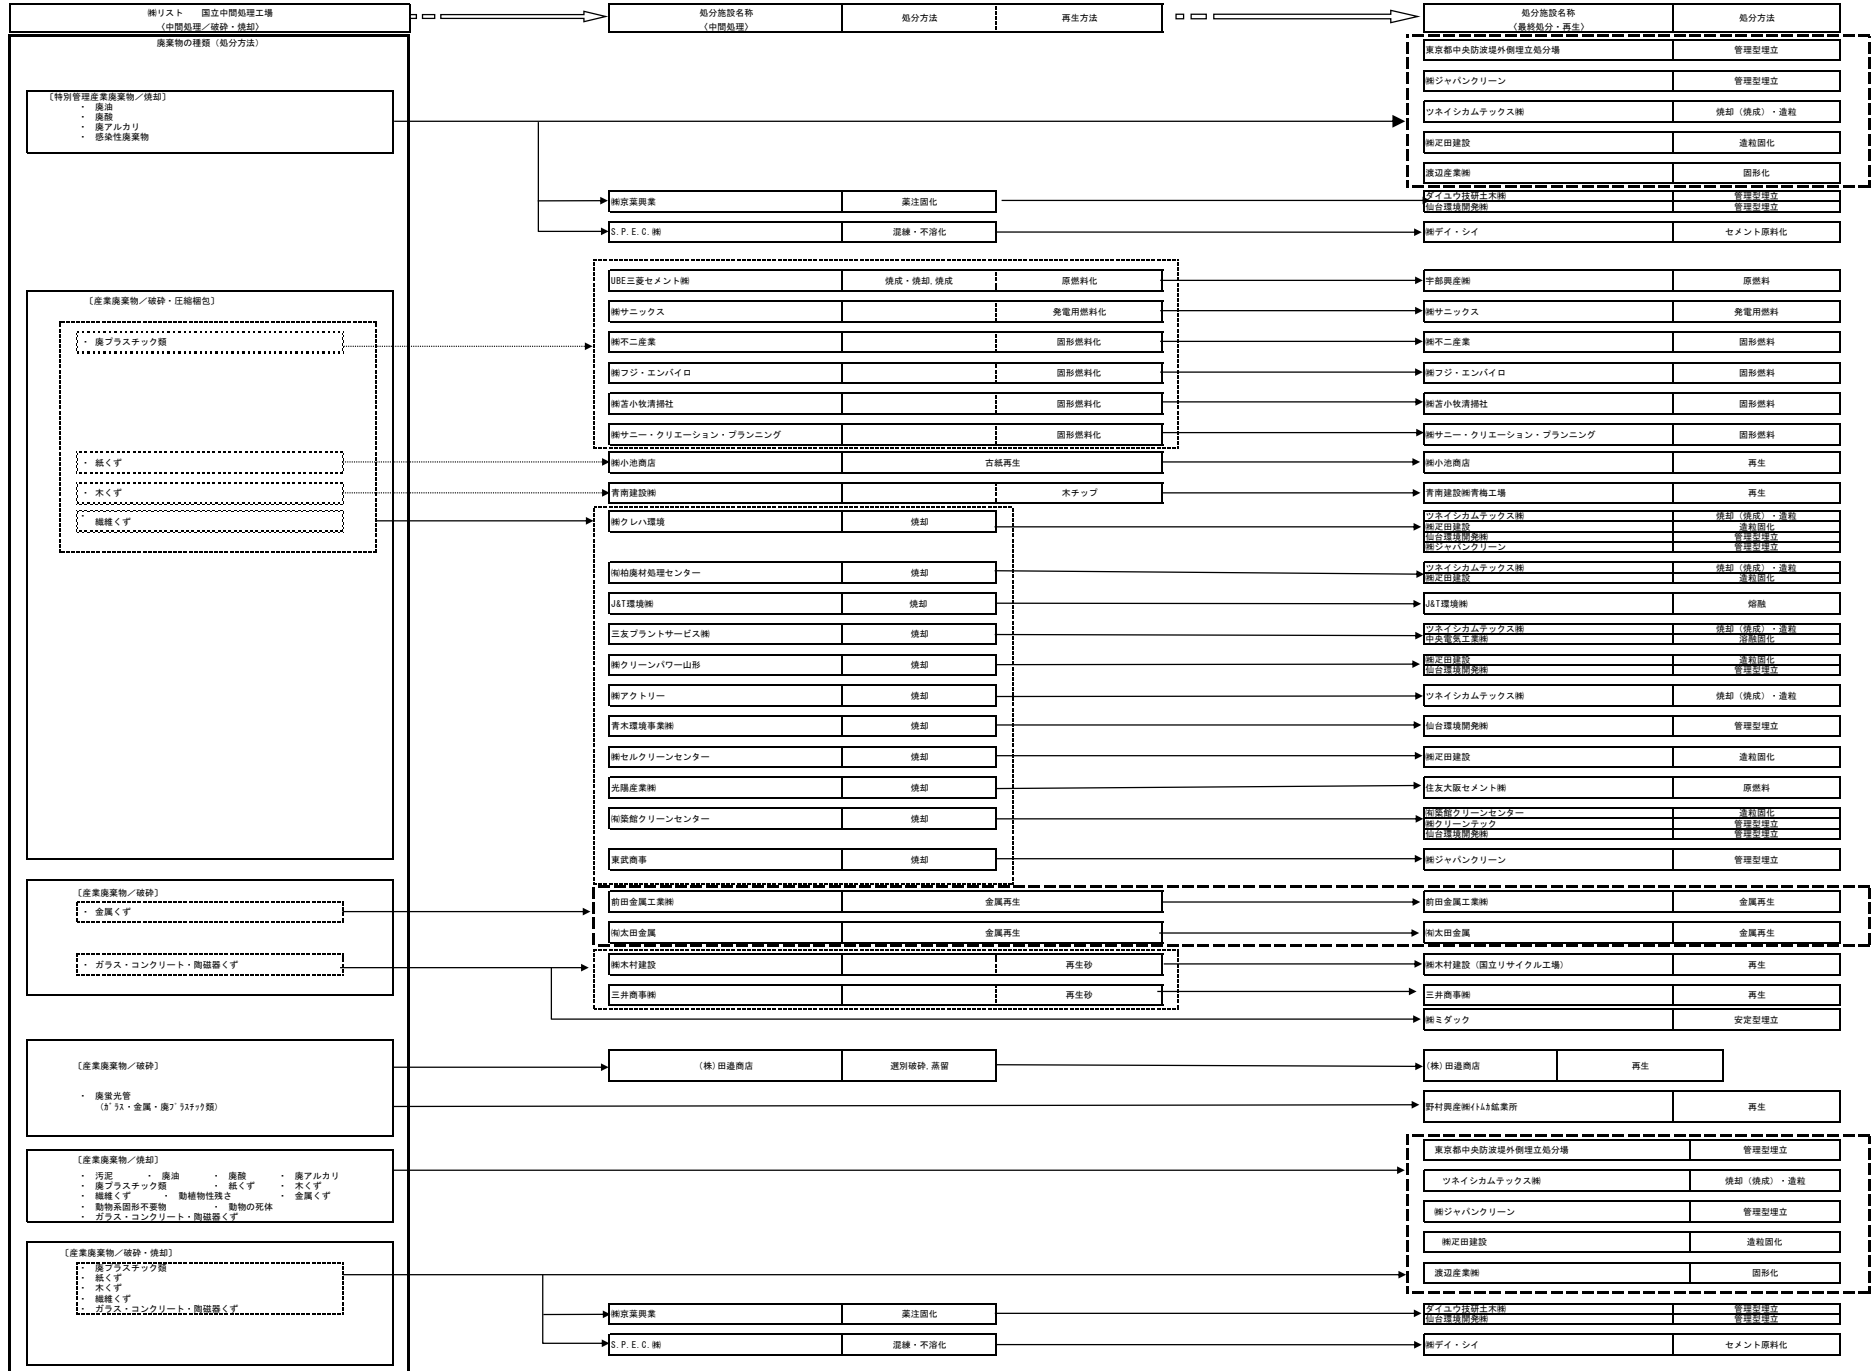 ㈱リスト　国立中間処理工場
〈中間処理／破砕・焼却〉
処分施設名称
〈中間処理〉
処分方法
再生方法
処分施設名称
〈最終処分・再生〉
処分方法
廃棄物の種類（処分方法）
東京都中央防波堤外側埋立処分場 管理型埋立
㈱ジャパンクリーン 管理型埋立
ツネイシカムテックス㈱ 焼却（焼成）・造粒
㈱疋田建設 造粒固化
渡辺産業㈱ 固形化
〔特別管理産業廃棄物／焼却〕
・ 廃油
・ 廃酸
・ 廃アルカリ
・ 感染性廃棄物
㈱京葉興業 薬注固化
ダイユウ技研土木㈱ 管理型埋立
仙台環境開発㈱ 管理型埋立
S.P.E.C.㈱ 混練・不溶化 ㈱デイ・シイ セメント原料化
〔産業廃棄物／破砕・圧縮梱包〕
UBE三菱セメント㈱ 焼成・焼却,焼成 原燃料化 宇部興産㈱ 原燃料
㈱サニックス 発電用燃料化 ㈱サニックス 発電用燃料
・ 廃プラスチック類
㈱不二産業 固形燃料化 ㈱不二産業 固形燃料
㈱フジ・エンバイロ 固形燃料化 ㈱フジ・エンバイロ 固形燃料
㈱苫小牧清掃社 固形燃料化 ㈱苫小牧清掃社 固形燃料
㈱サニー・クリエーション・プランニング 固形燃料化 ㈱サニー・クリエーション・プランニング 固形燃料
・ 紙くず ㈱小池商店 古紙再生 ㈱小池商店 再生
・ 木くず 青南建設㈱ 木チップ 青南建設㈱青梅工場 再生
・ 繊維くず ㈱クレハ環境 焼却
ツネイシカムテックス㈱ 焼却（焼成）・造粒
㈱疋田建設 造粒固化
仙台環境開発㈱ 管理型埋立
㈱ジャパンクリーン 管理型埋立
㈲柏廃材処理センター 焼却
ツネイシカムテックス㈱ 焼却（焼成）・造粒
㈱疋田建設 造粒固化
J&T環境㈱ 焼却 J&T環境㈱ 熔融
三友プラントサービス㈱ 焼却
ツネイシカムテックス㈱ 焼却（焼成）・造粒
中央電気工業㈱ 溶融固化
㈱クリーンパワー山形 焼却
㈱疋田建設 造粒固化
仙台環境開発㈱ 管理型埋立
㈱アクトリー 焼却 ツネイシカムテックス㈱ 焼却（焼成）・造粒
青木環境事業㈱ 焼却 仙台環境開発㈱ 管理型埋立
㈱セルクリーンセンター 焼却 ㈱疋田建設 造粒固化
光陽産業㈱ 焼却 住友大阪セメント㈱ 原燃料
㈲築館クリーンセンター 焼却
㈲築館クリーンセンター 造粒固化
㈱クリーンテック 管理型埋立
仙台環境開発㈱ 管理型埋立
東武商事 焼却 ㈱ジャパンクリーン 管理型埋立
〔産業廃棄物／破砕〕
・ 金属くず
前田金属工業㈱ 金属再生 前田金属工業㈱ 金属再生
㈲太田金属 金属再生 ㈲太田金属 金属再生
・ ガラス・コンクリート・陶磁器くず
㈱木村建設 再生砂 ㈱木村建設（国立リサイクル工場） 再生
三井商事㈱ 再生砂 三井商事㈱ 再生
㈱ミダック 安定型埋立
〔産業廃棄物／破砕〕
(株)田邉商店 選別破砕,蒸留 (株)田邉商店 再生
・ 廃蛍光管
（ｶﾞﾗｽ・金属・廃ﾌﾟﾗｽﾁｯｸ類）
野村興産㈱ｲﾄﾑｶ鉱業所 再生
〔産業廃棄物／焼却〕
・ 汚泥 ・ 廃油 ・ 廃酸 ・ 廃アルカリ
・ 廃プラスチック類 ・ 紙くず ・ 木くず
・ 繊維くず ・ 動植物性残さ ・ 金属くず
・ 動物系固形不要物 ・ 動物の死体
・ ガラス・コンクリート・陶磁器くず
東京都中央防波堤外側埋立処分場 管理型埋立
ツネイシカムテックス㈱ 焼却（焼成）・造粒
㈱ジャパンクリーン 管理型埋立
㈱疋田建設 造粒固化
渡辺産業㈱ 固形化
〔産業廃棄物／破砕・焼却〕
・ 廃プラスチック類
・ 紙くず
・ 木くず
・ 繊維くず
・ ガラス・コンクリート・陶磁器くず
㈱京葉興業 薬注固化
ダイユウ技研土木㈱ 管理型埋立
仙台環境開発㈱ 管理型埋立
S.P.E.C.㈱ 混練・不溶化 ㈱デイ・シイ セメント原料化